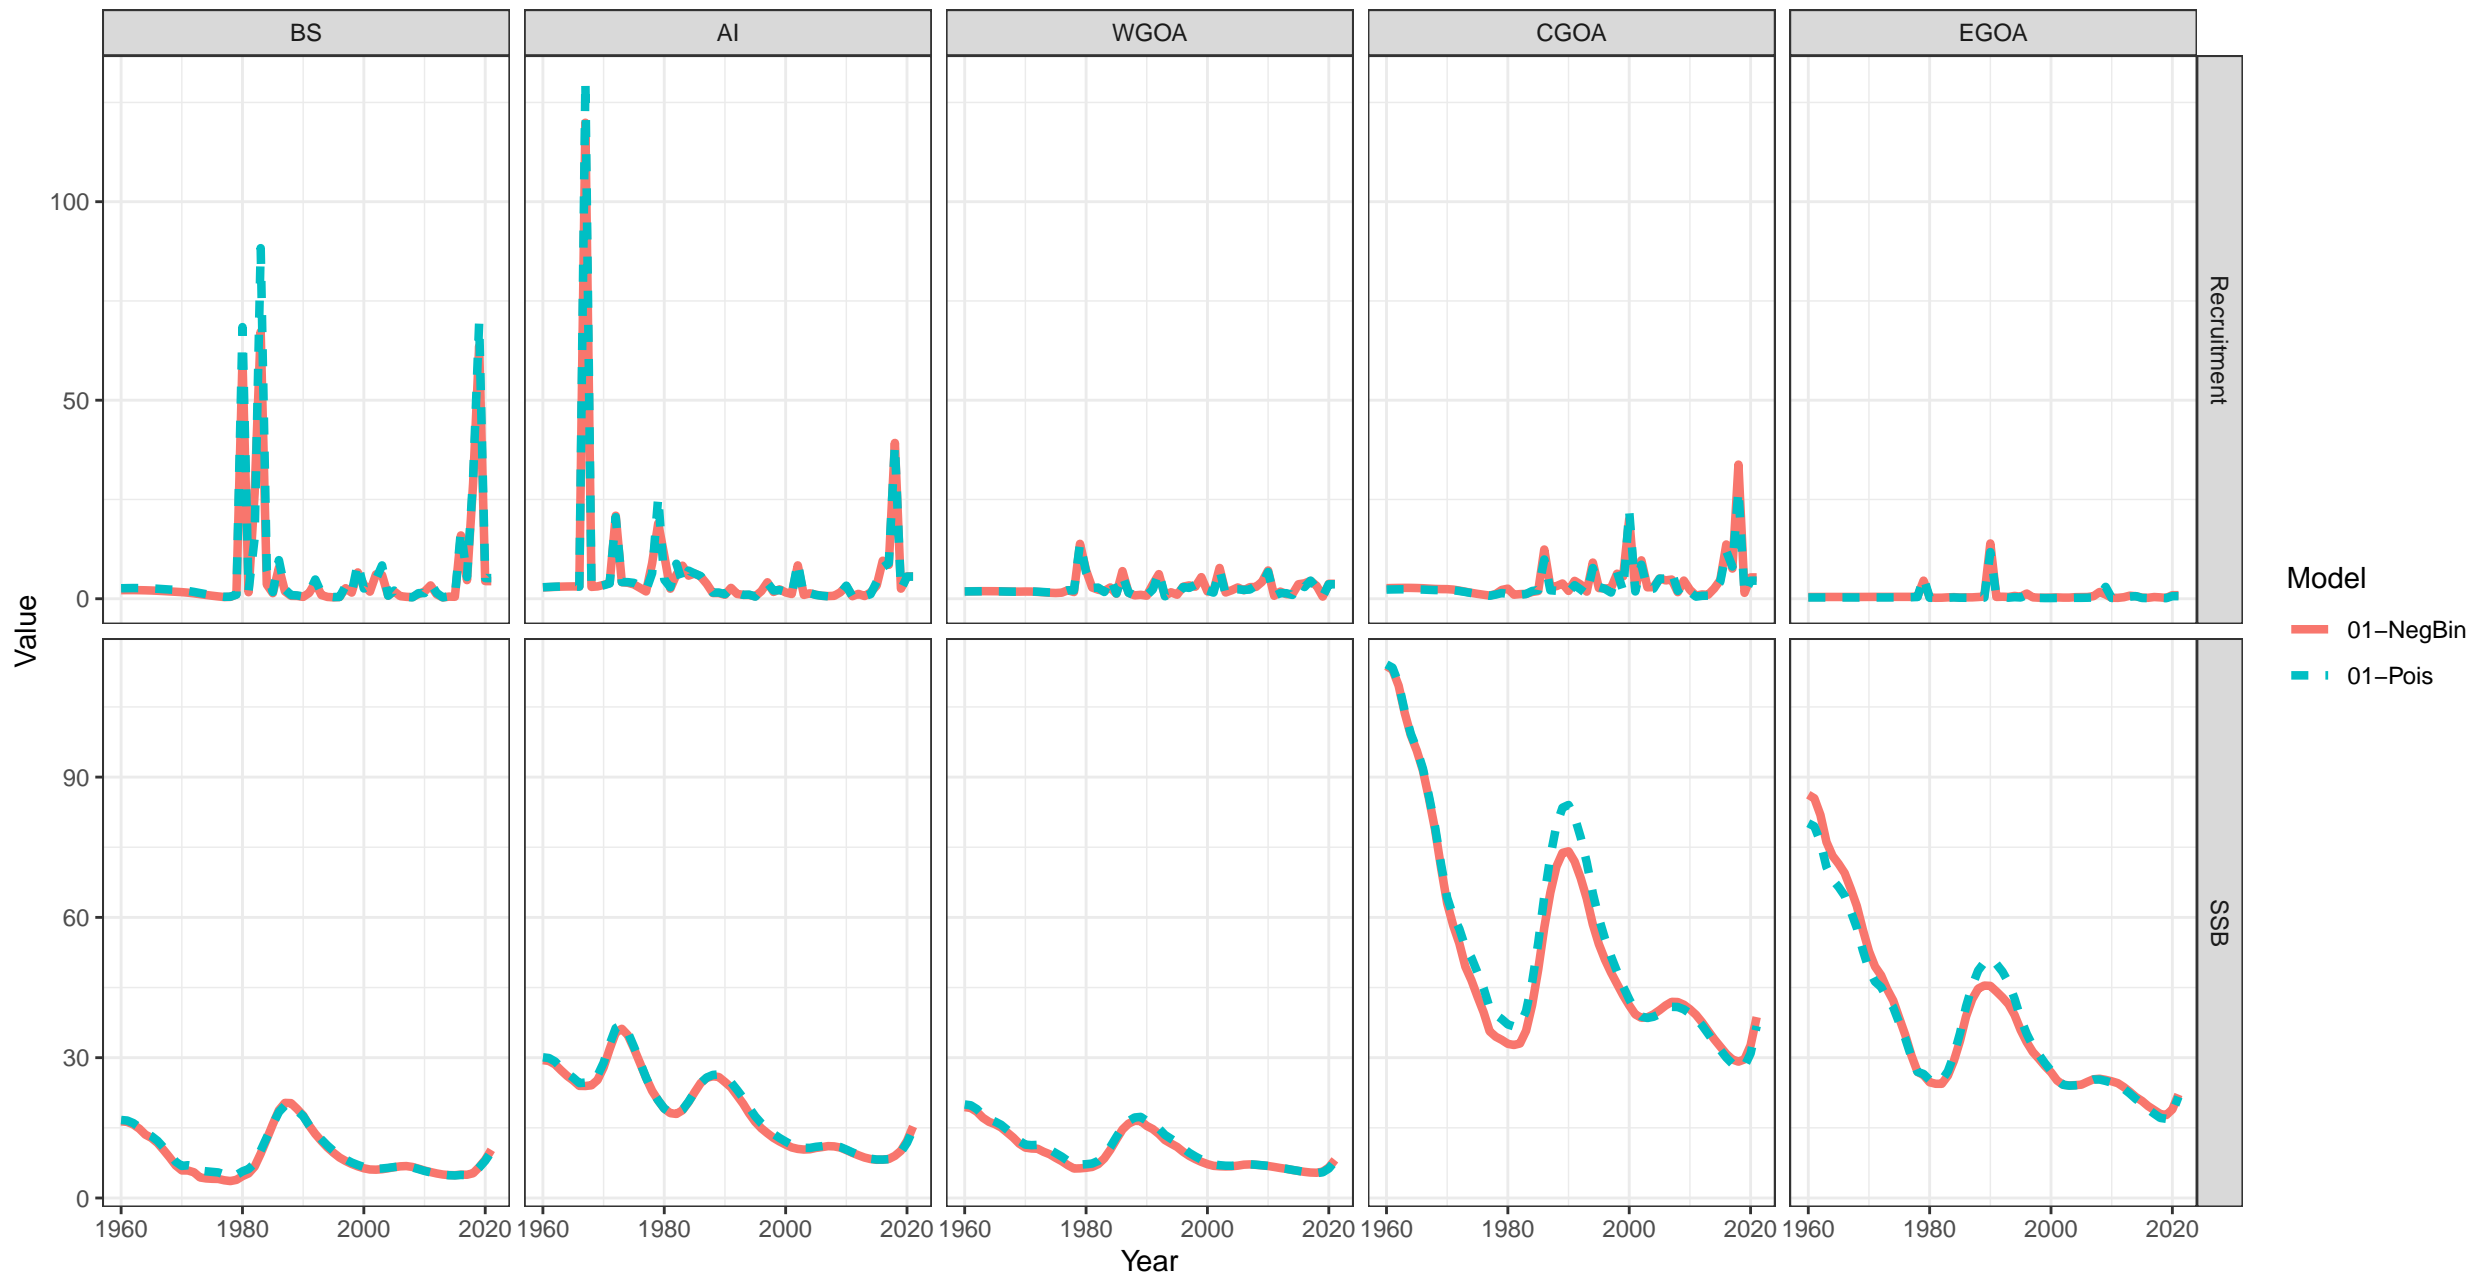 BS AI WGOA CGOA EGOA
Value
100
50
0
Recruitment
90
60
30
0
SSB
1960 1980 2000 2020 1960 1980 2000 2020 1960 1980 2000 2020 1960 1980 2000 2020 1960 1980 2000 2020
Year
Model
01−NegBin
01−Pois